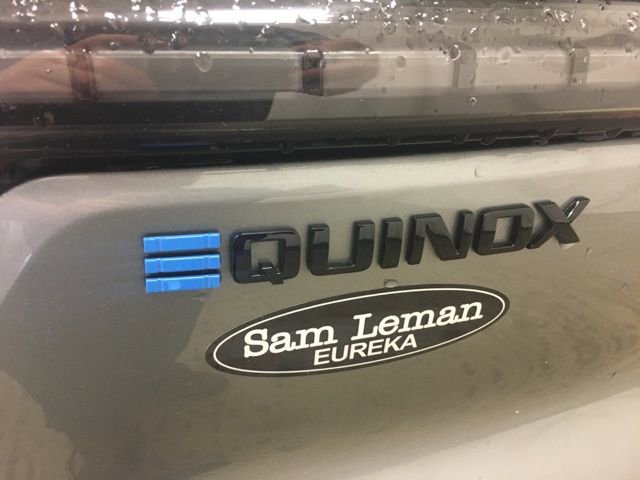 EQUINOX
Sam Leman
EUREKA